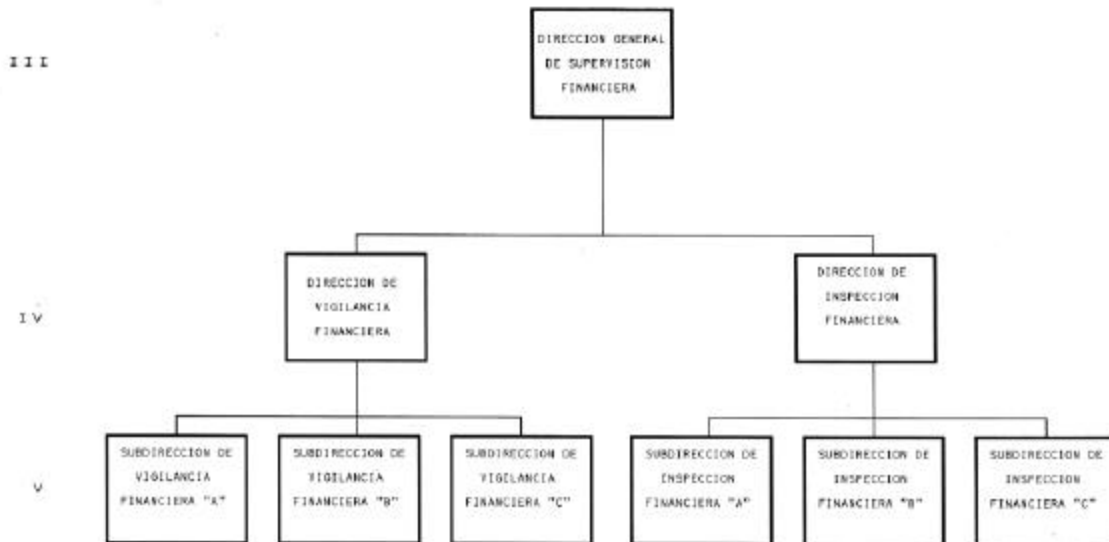 III
DIRECCION GENERAL
DE SUPERVISION
FINANCIERA
IV
DIRECCION DE
VIGILANCIA
FINANCIERA
DIRECCION DE
INSPECCION
FINANCIERA
V
SUBDIRECCION DE
VIGILANCIA
FINANCIERA "A"
SUBDIRECCION DE
VIGILANCIA
FINANCIERA "B"
SUBDIRECCION DE
VIGILANCIA
FINANCIERA "C"
SUBDIRECCION DE
INSPECCION
FINANCIERA "A"
SUBDIRECCION DE
INSPECCION
FINANCIERA "B"
SUBDIRECCION DE
INSPECCION
FINANCIERA "C"